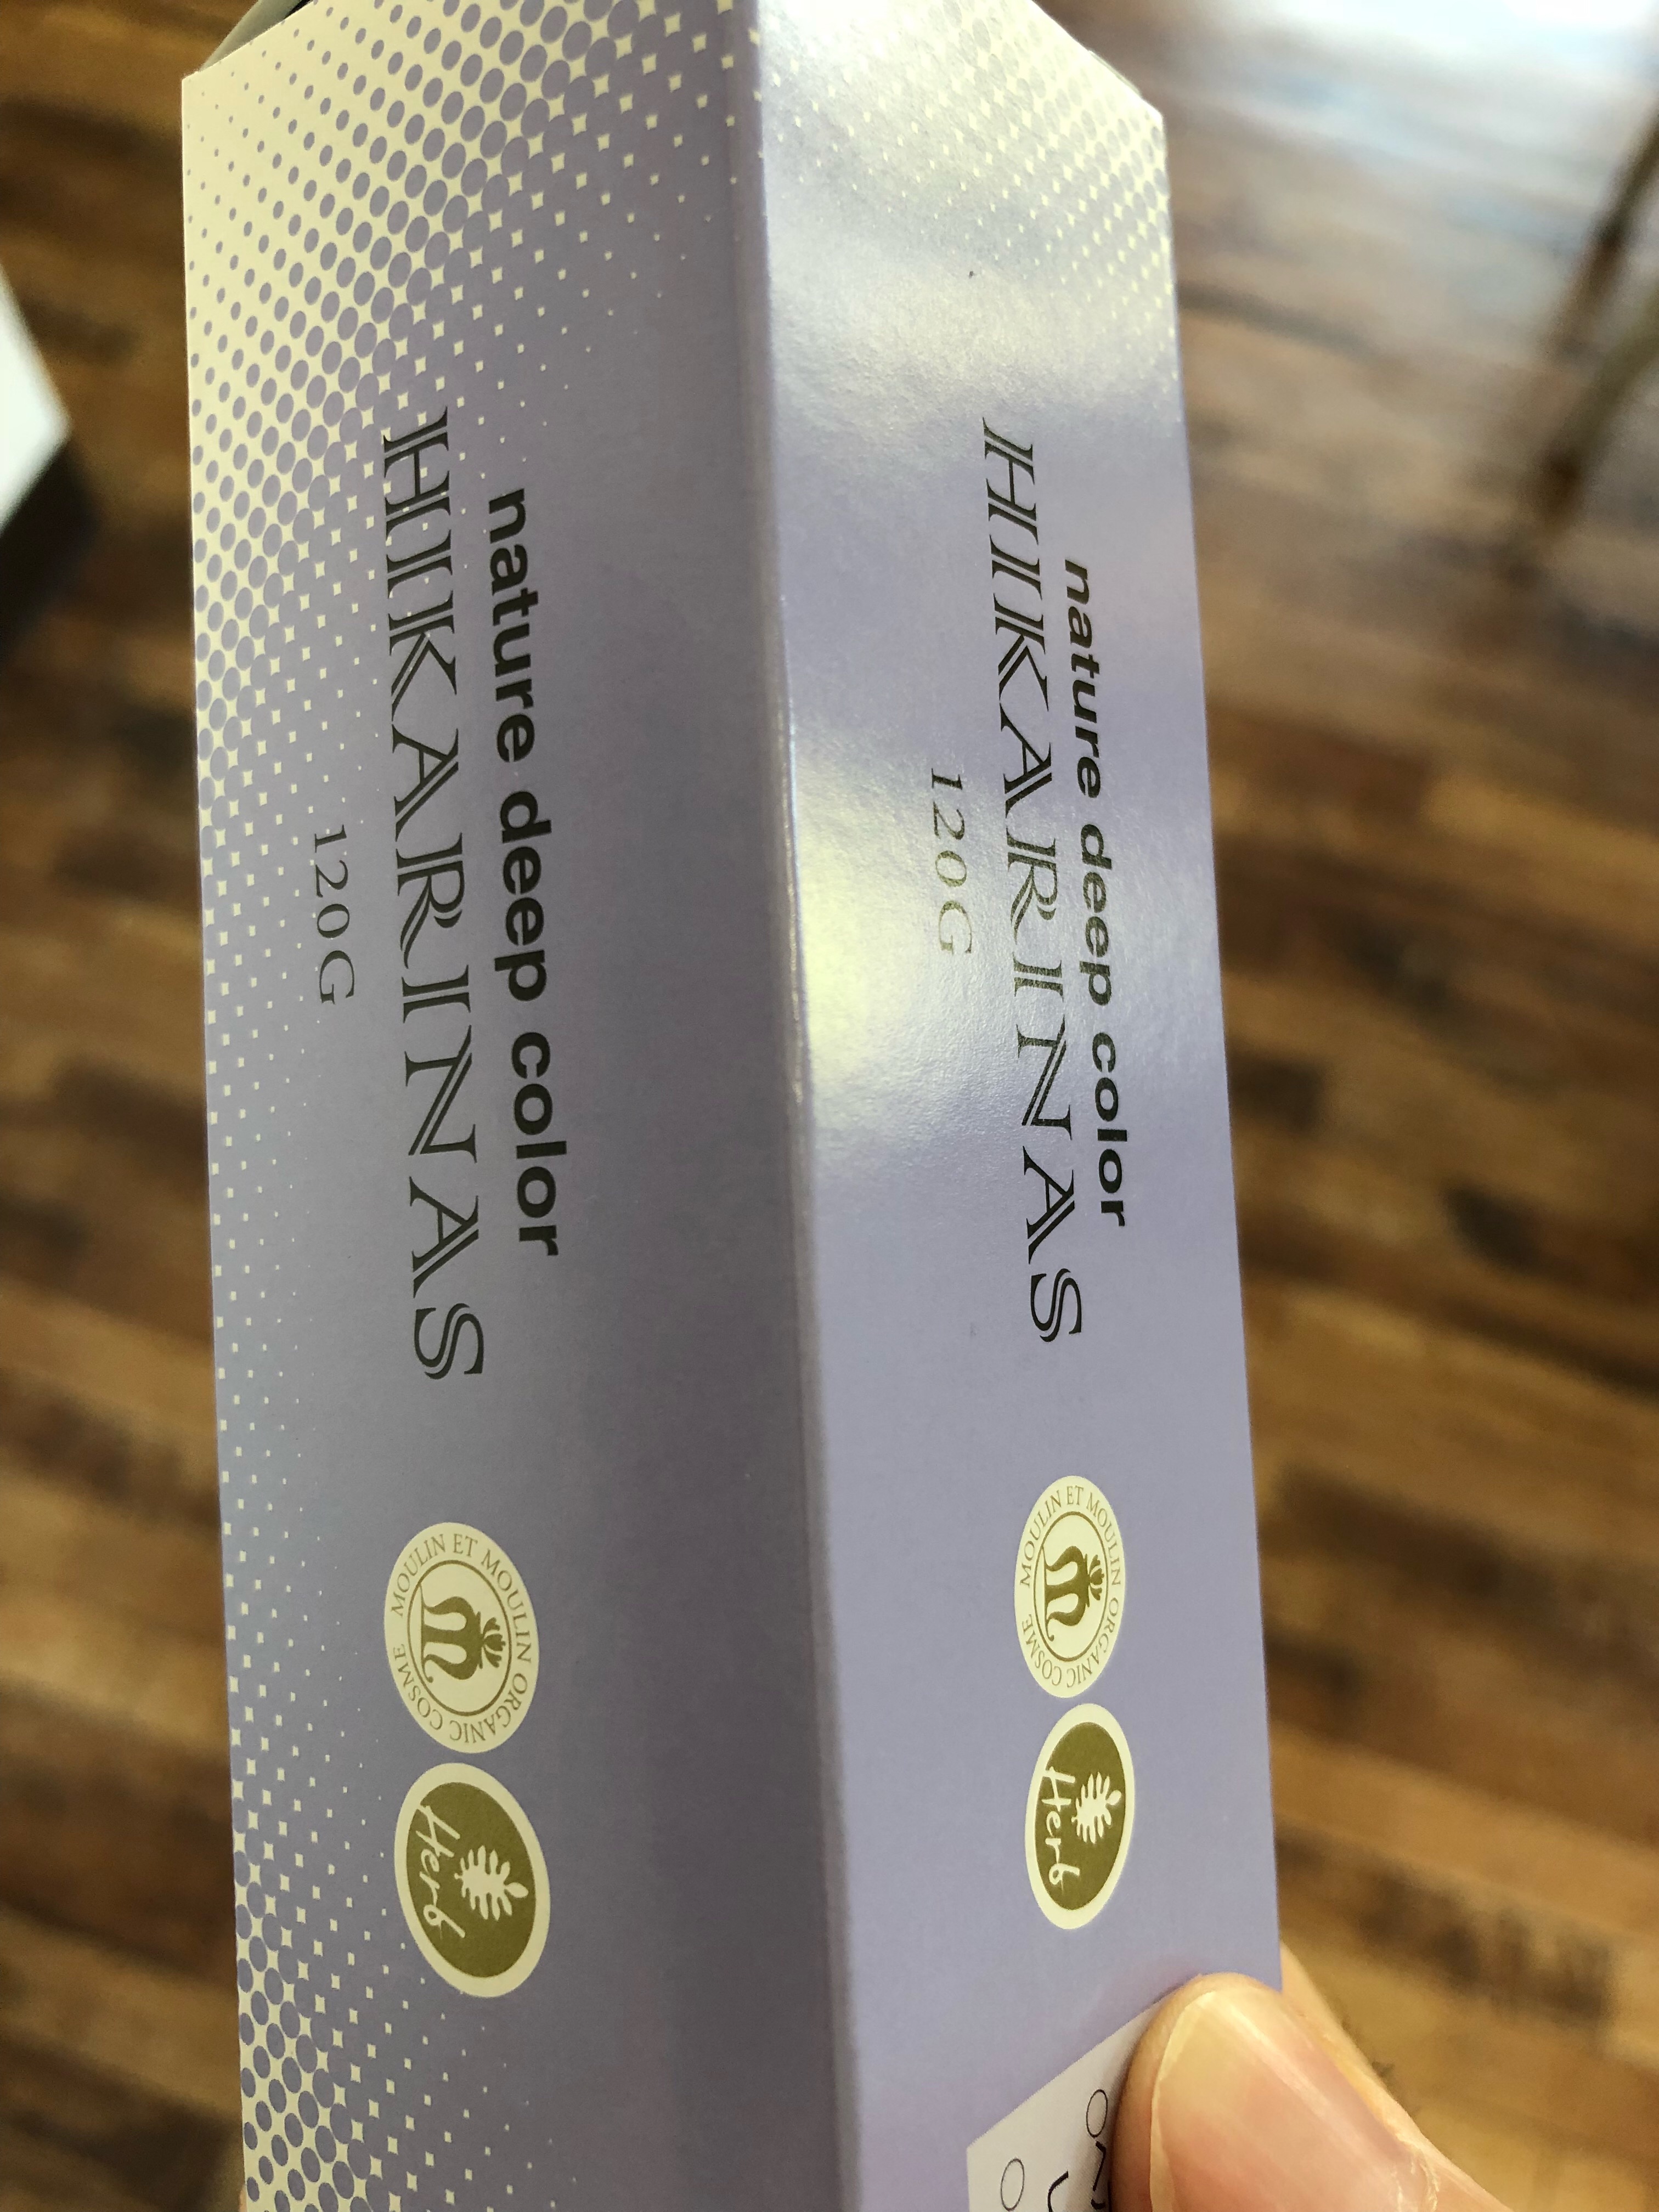 nature deep color
HIKARINAS
120G
MOULIN ET MOULIN ORGANIC COSME
Herb
nature deep color
HIKARINAS
120G
MOULIN ET MOULIN ORGANIC COSME
Herb